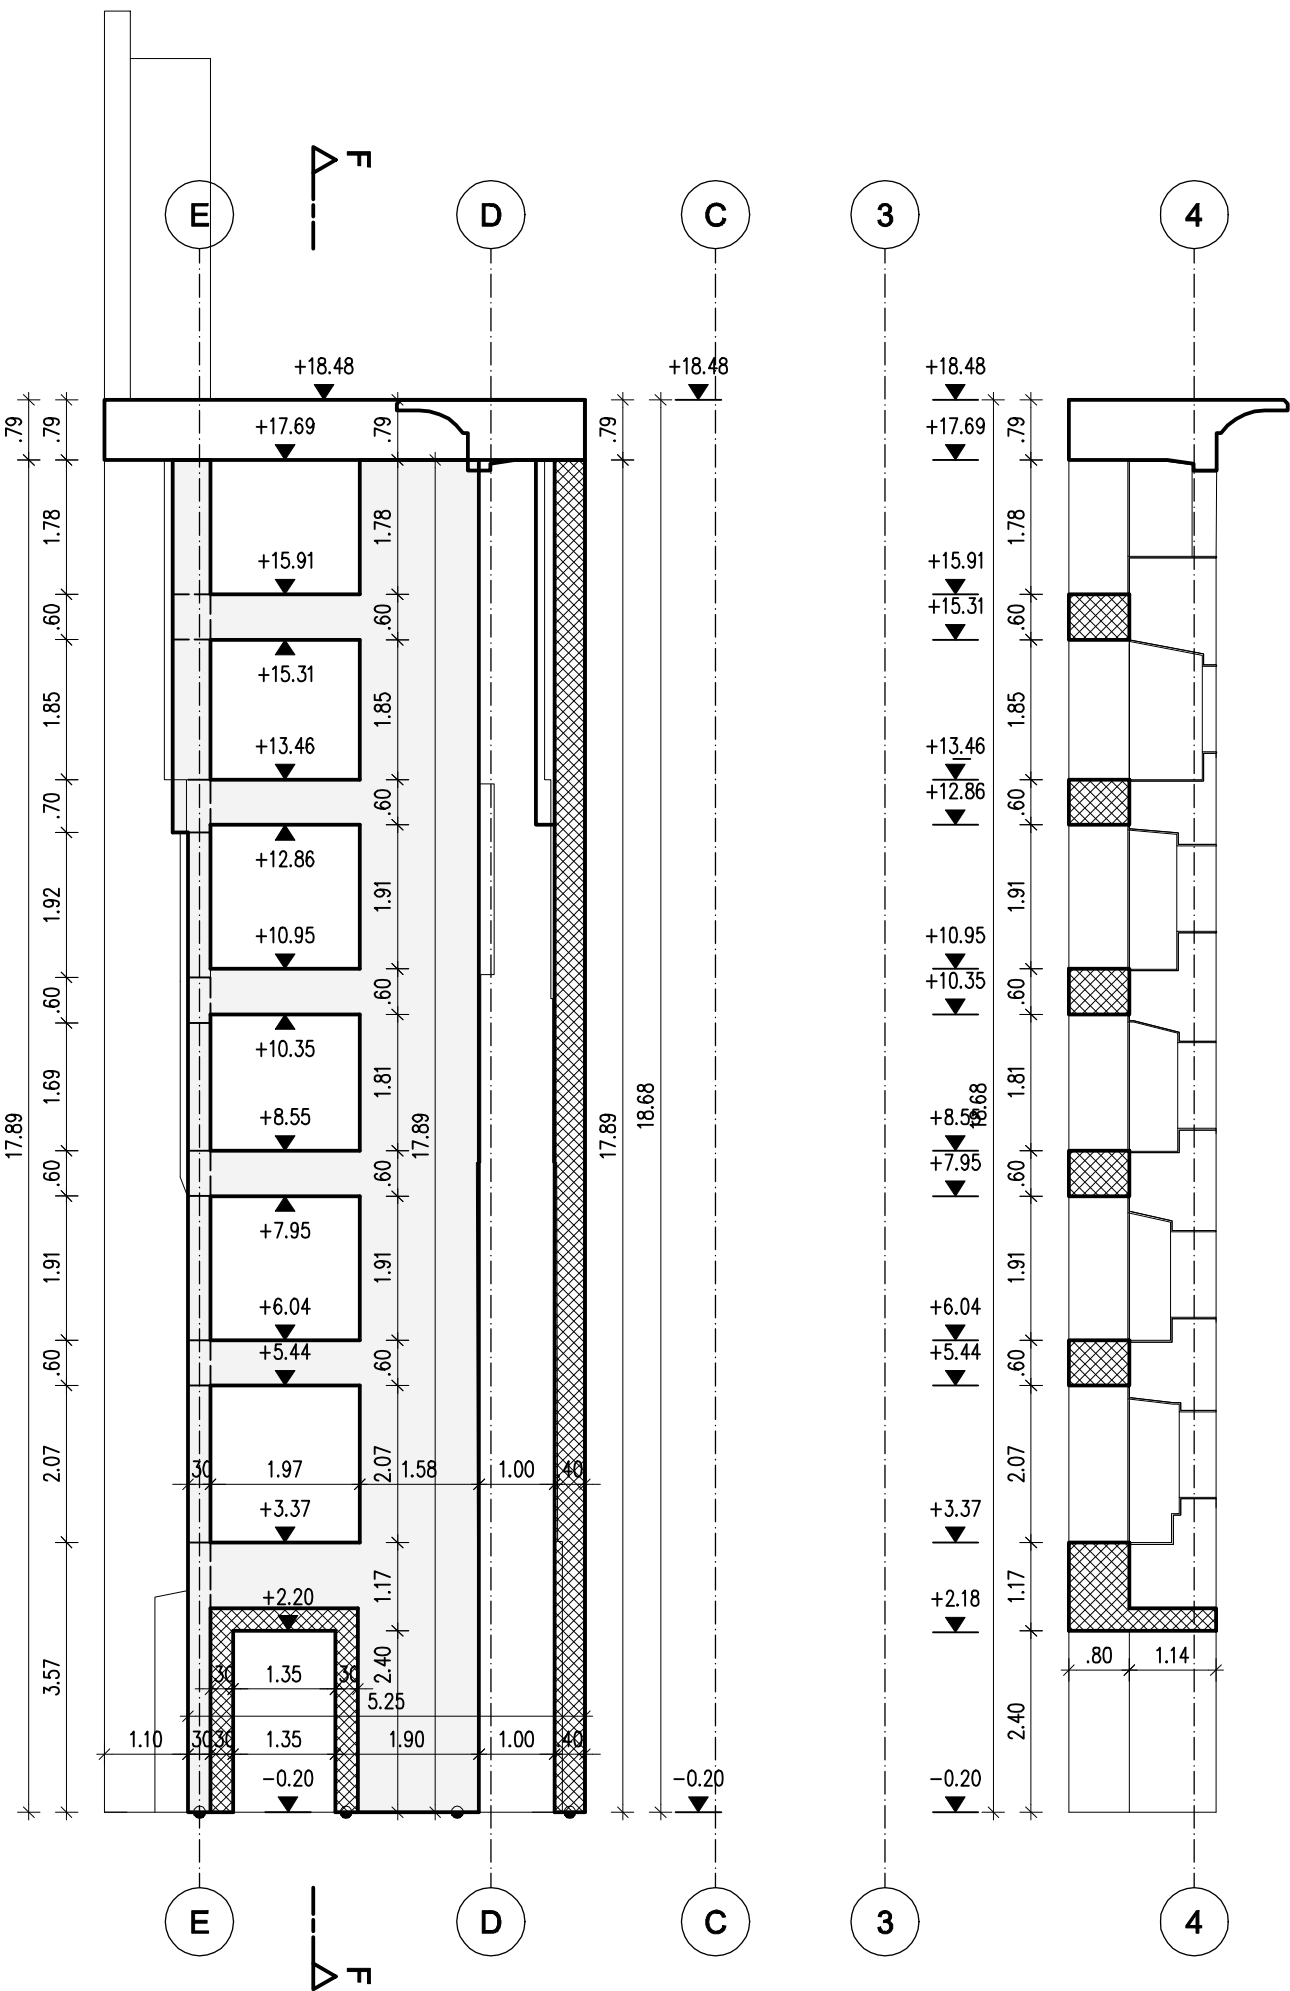 F
E D C 3 4
+18.48 +18.48 +18.48
.79 .79 +17.69 .79 .79 +17.69 .79
1.78 1.78 1.78
+15.91 +15.91
.60 .60 +15.31 .60
+15.31
1.85 1.85 1.85
+13.46 +13.46
.70 .60 +12.86 .60
+12.86
1.92 1.91 1.91
+10.95 +10.95
.60 .60 +10.35 .60
+10.35
1.69 1.81 1.81
17.89 +8.55 17.89 17.89 18.68 +8.55 18.68
.60 .60 +7.95 .60
+7.95
1.91 1.91 1.91
+6.04 +6.04
.60 +5.44 .60 +5.44 .60
2.07 2.07 2.07
30 1.97 1.58 1.00 40
+3.37 +3.37
1.17 1.17
+2.20 +2.18
3.57 2.40 .80 1.14
30 1.35 30
5.25
2.40
1.10 30 30 1.35 1.90 1.00 40
-0.20 -0.20 -0.20
E D C 3 4
F